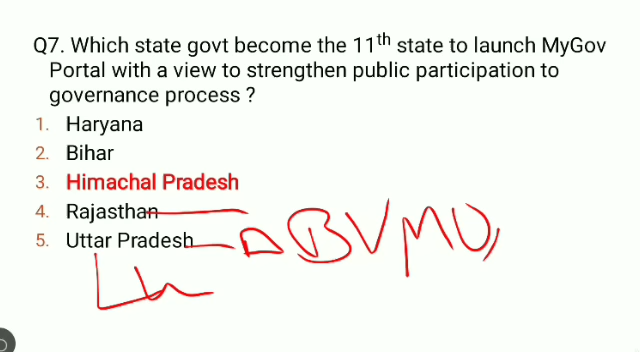 Q7. Which state govt become the 11th state to launch MyGov
Portal with a view to strengthen public participation to
governance process ?
1. Haryana
2. Bihar
3. Himachal Pradesh
4. Rajasthan
5. Uttar Pradesh